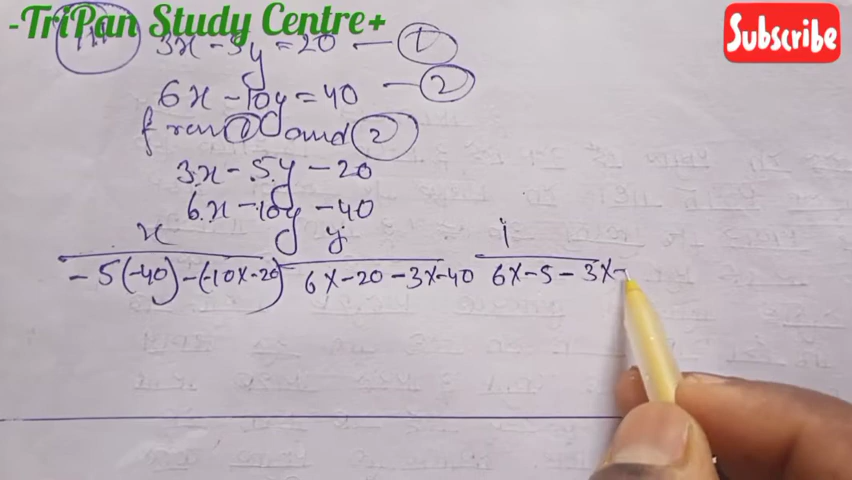 -TriPan Study Centre+
Subscribe
(iii) 3x - 5y = 20 — ①
6x - 10y = 40 — ②
from ① and ②
3x - 5y - 20
6x - 10y - 40
x y 1
-5(-40) -(-10x-20) 6x-20 - 3x-40 6x-5 - 3x-